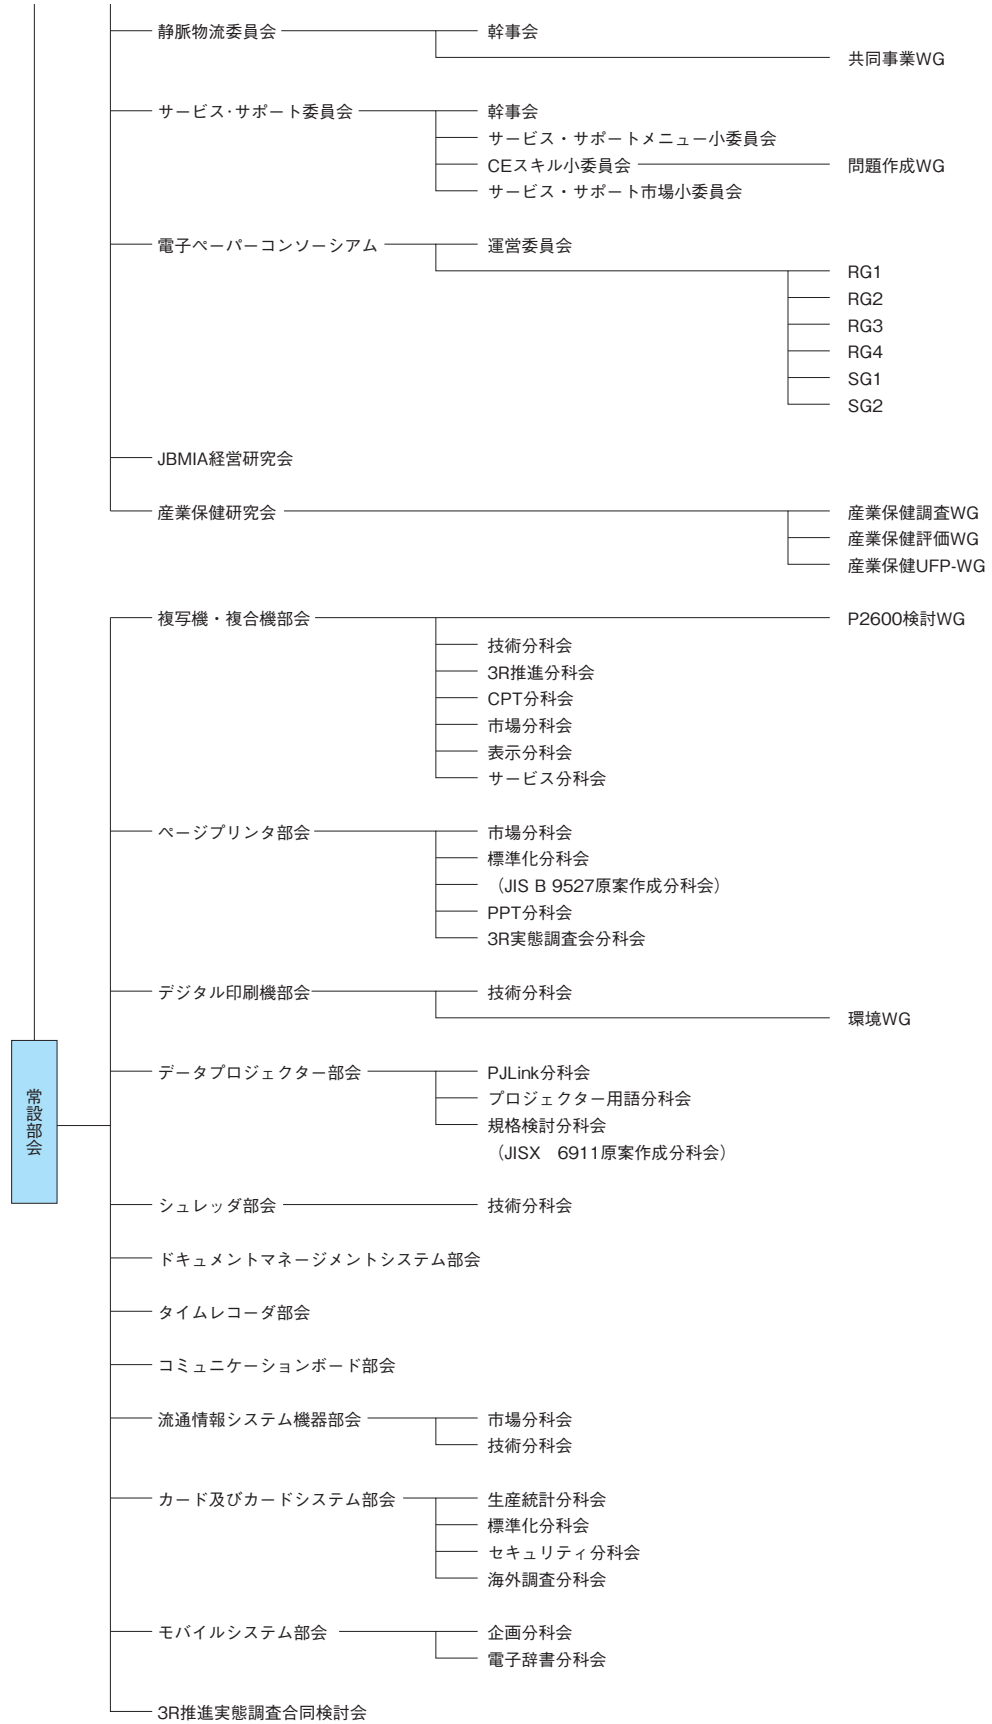 静脈物流委員会 幹事会
共同事業WG
サービス・サポート委員会 幹事会
サービス・サポートメニュー小委員会
CEスキル小委員会 問題作成WG
サービス・サポート市場小委員会
電子ペーパーコンソーシアム 運営委員会
RG1
RG2
RG3
RG4
SG1
SG2
JBMIA経営研究会
産業保健研究会 産業保健調査WG
産業保健評価WG
産業保健UFP-WG
複写機・複合機部会 P2600検討WG
技術分科会
3R推進分科会
CPT分科会
市場分科会
表示分科会
サービス分科会
ページプリンタ部会 市場分科会
標準化分科会
（JIS B 9527原案作成分科会）
PPT分科会
3R実態調査会分科会
デジタル印刷機部会 技術分科会
環境WG
常設部会
データプロジェクター部会 PJLink分科会
プロジェクター用語分科会
規格検討分科会
（JISX　6911原案作成分科会）
シュレッダ部会 技術分科会
ドキュメントマネージメントシステム部会
タイムレコーダ部会
コミュニケーションボード部会
流通情報システム機器部会 市場分科会
技術分科会
カード及びカードシステム部会 生産統計分科会
標準化分科会
セキュリティ分科会
海外調査分科会
モバイルシステム部会 企画分科会
電子辞書分科会
3R推進実態調査合同検討会